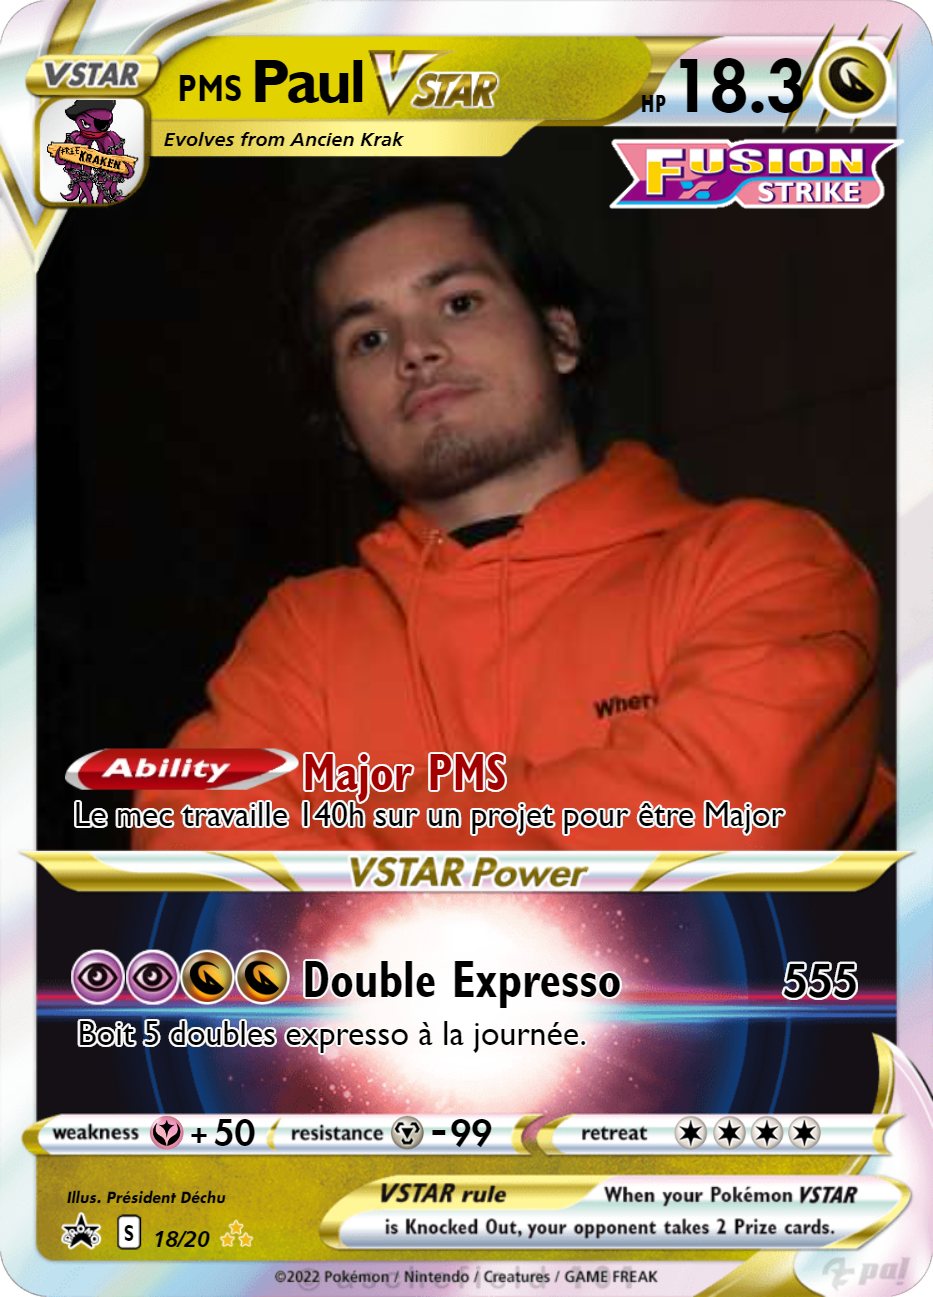 VSTAR
PMS Paul VSTAR
HP 18.3
FREE KRAKEN
Evolves from Ancien Krak
FUSION
STRIKE
Wher
Ability Major PMS
Le mec travaille 140h sur un projet pour être Major
VSTAR Power
Double Expresso 555
Boit 5 doubles expresso à la journée.
weakness +50 resistance -99 retreat
Illus. Président Déchu
VSTAR rule When your Pokémon VSTAR
is Knocked Out, your opponent takes 2 Prize cards.
PROMO S 18/20
©2022 Pokémon / Nintendo / Creatures / GAME FREAK